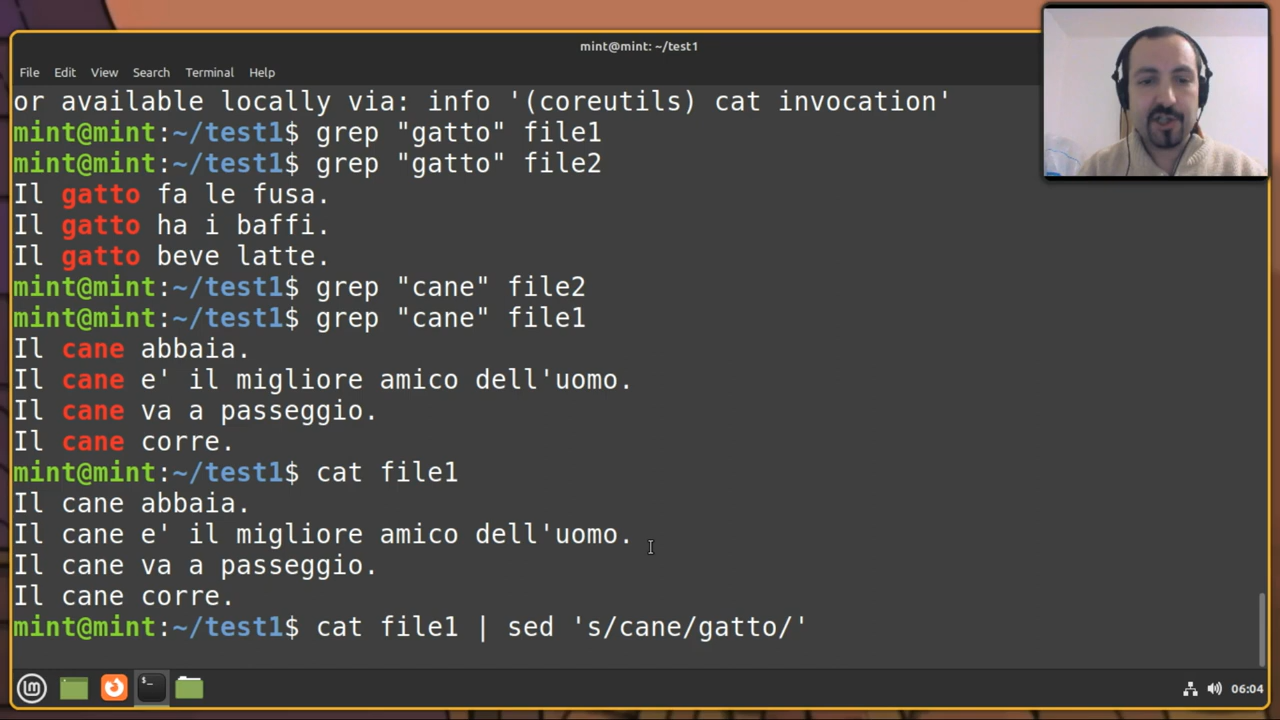 mint@mint: ~/test1
File Edit View Search Terminal Help
or available locally via: info '(coreutils) cat invocation'
mint@mint:~/test1$ grep "gatto" file1
mint@mint:~/test1$ grep "gatto" file2
Il gatto fa le fusa.
Il gatto ha i baffi.
Il gatto beve latte.
mint@mint:~/test1$ grep "cane" file2
mint@mint:~/test1$ grep "cane" file1
Il cane abbaia.
Il cane e' il migliore amico dell'uomo.
Il cane va a passeggio.
Il cane corre.
mint@mint:~/test1$ cat file1
Il cane abbaia.
Il cane e' il migliore amico dell'uomo.
Il cane va a passeggio.
Il cane corre.
mint@mint:~/test1$ cat file1 | sed 's/cane/gatto/'
06:04